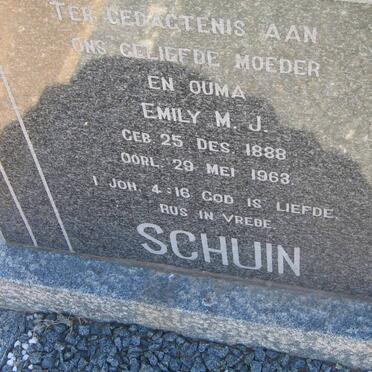 TER GEDACTENIS AAN
ONS GELIEFDE MOEDER
EN OUMA
EMILY M. J.
GEB. 25 DES. 1888
OORL. 29 MEI 1963.
1 JOH. 4:16 GOD IS LIEFDE.
RUS IN VREDE
SCHUIN